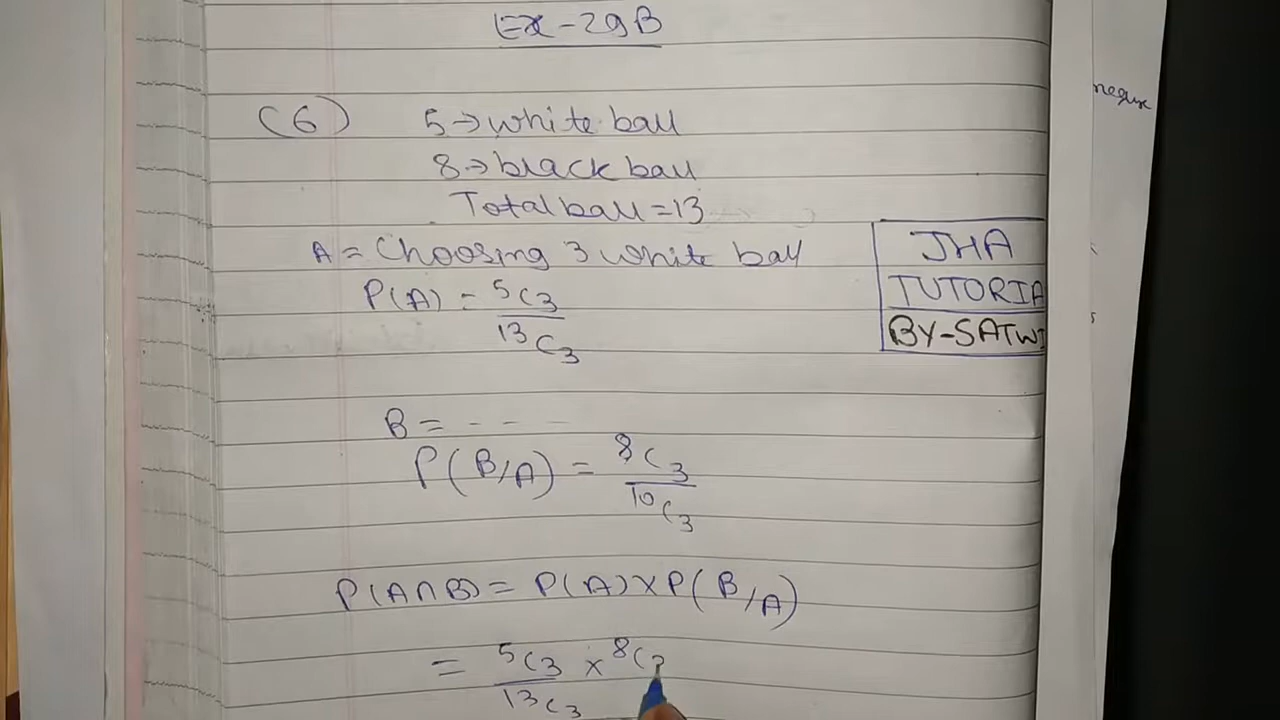 Ex-29B
(6) 5→white ball
8→black ball
Total ball=13
A = Choosing 3 white ball
P(A) = ⁵C₃
¹³C₃
JHA
TUTORIA
BY-SATWI
B = - - -
P(B/A) = ⁸C₃
¹⁰C₃
P(A∩B) = P(A)×P(B/A)
= ⁵C₃ × ⁸C₃
¹³C₃